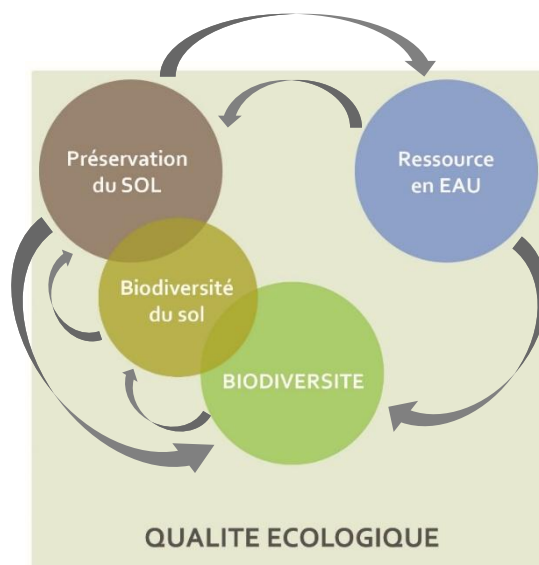 Préservation
du SOL
Ressource
en EAU
Biodiversité
du sol
BIODIVERSITE
QUALITE ECOLOGIQUE